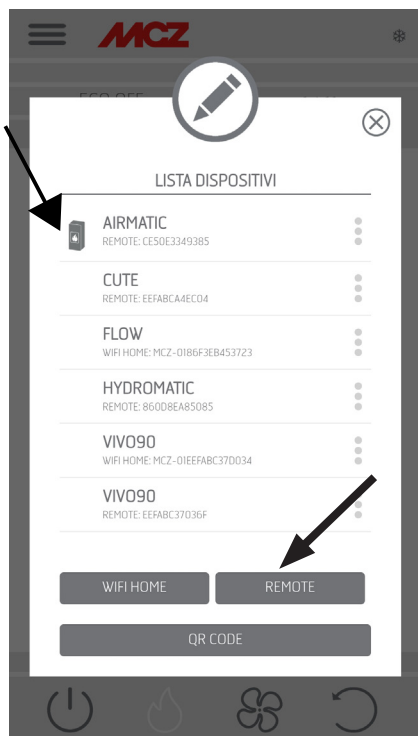 MCZ
LISTA DISPOSITIVI
AIRMATIC
REMOTE: CE50E3349385
CUTE
REMOTE: EEFABCA4EC04
FLOW
WIFI HOME: MCZ-0186F3EB453723
HYDROMATIC
REMOTE: 860D8EA85085
VIVO90
WIFI HOME: MCZ-01EEFABC37D034
VIVO90
REMOTE: EEFABC37036F
WIFI HOME REMOTE
QR CODE